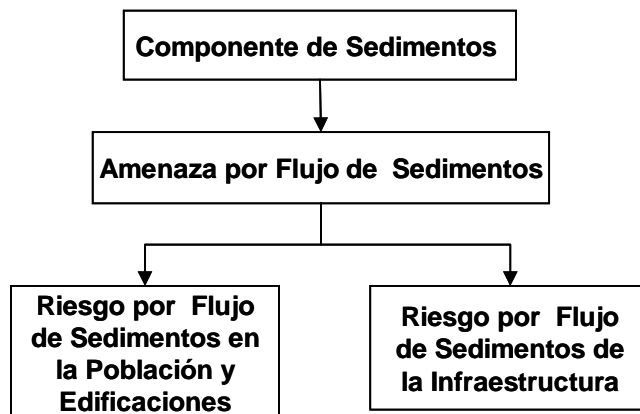 Componente de Sedimentos
Amenaza por Flujo de Sedimentos
Riesgo por Flujo
de Sedimentos en
la Población y
Edificaciones
Riesgo por Flujo
de Sedimentos de
la Infraestructura